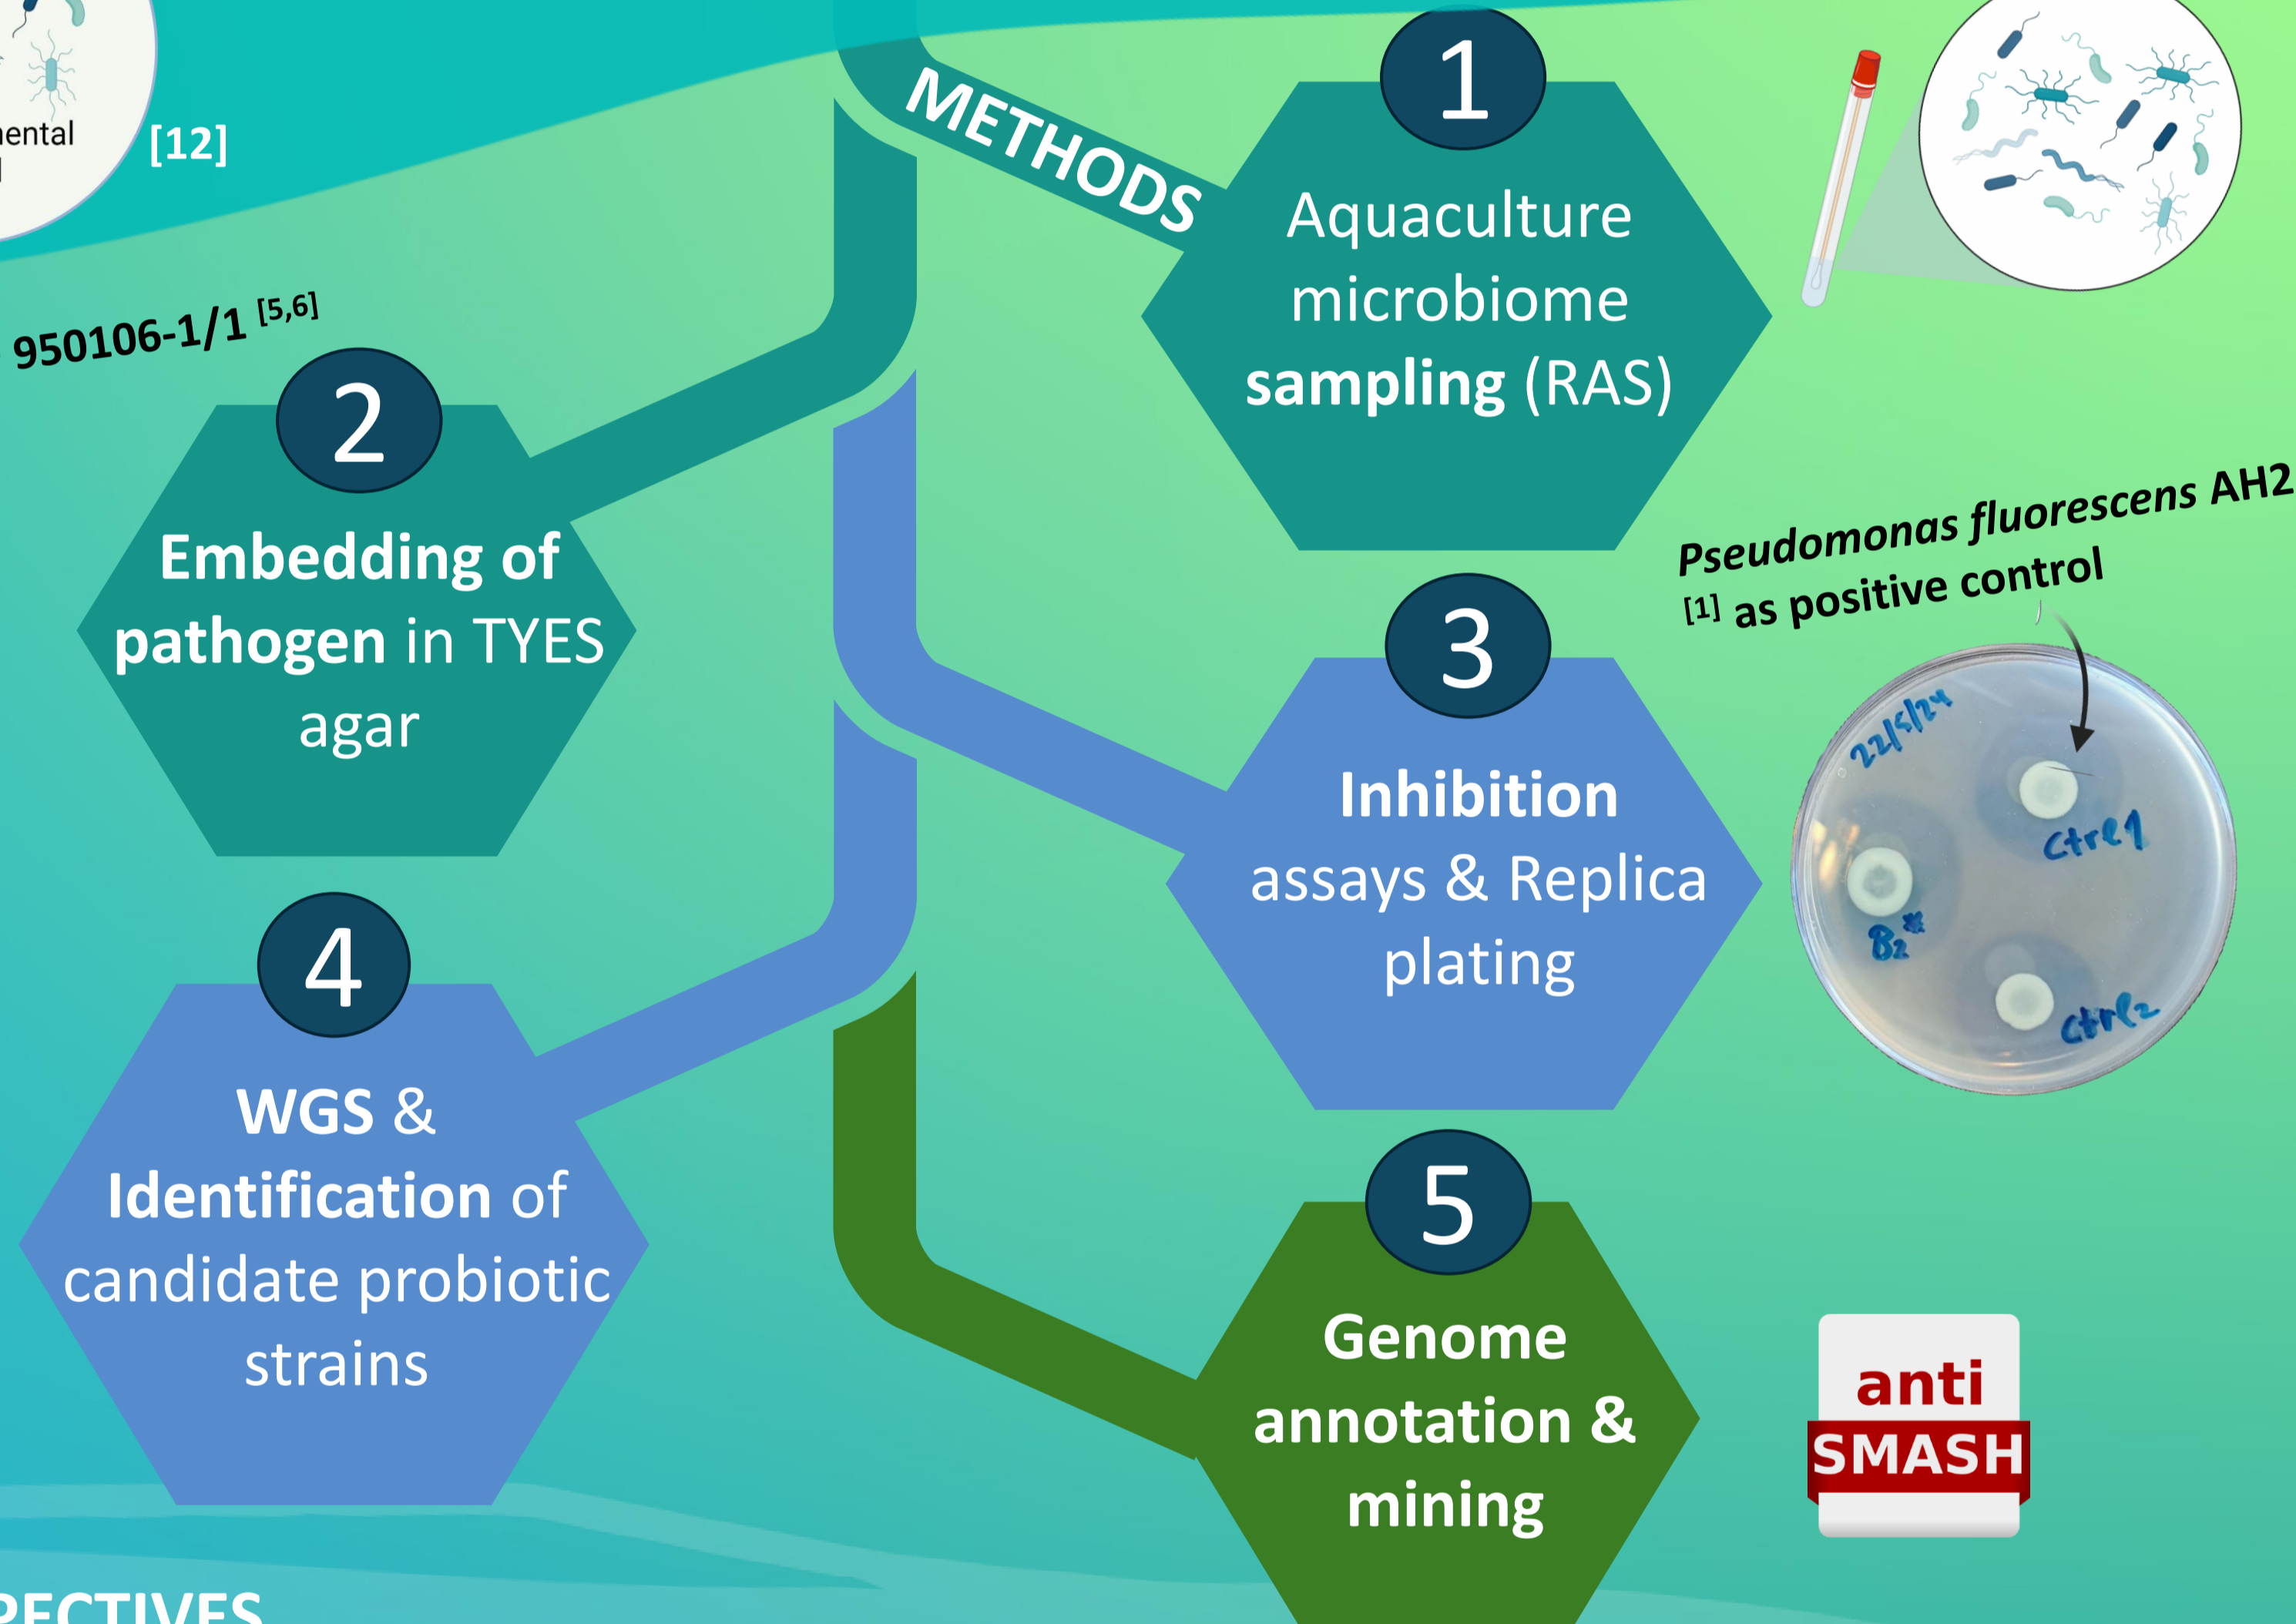 mental
[12]
METHODS
1
Aquaculture
microbiome
sampling (RAS)
950106-1/1 [5,6]
2
Embedding of
pathogen in TYES
agar
Pseudomonas fluorescens AH2
[1] as positive control
3
Inhibition
assays & Replica
plating
22/5/24
Ctrl1
B2*
Ctrl2
4
WGS &
Identification of
candidate probiotic
strains
5
Genome
annotation &
mining
anti
SMASH
PECTIVES